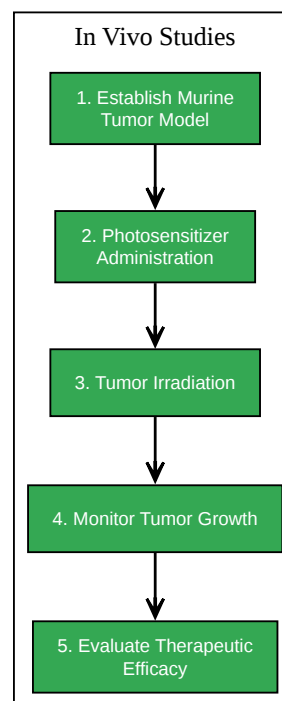 In Vivo Studies
1. Establish Murine
Tumor Model
2. Photosensitizer
Administration
3. Tumor Irradiation
4. Monitor Tumor Growth
5. Evaluate Therapeutic
Efficacy